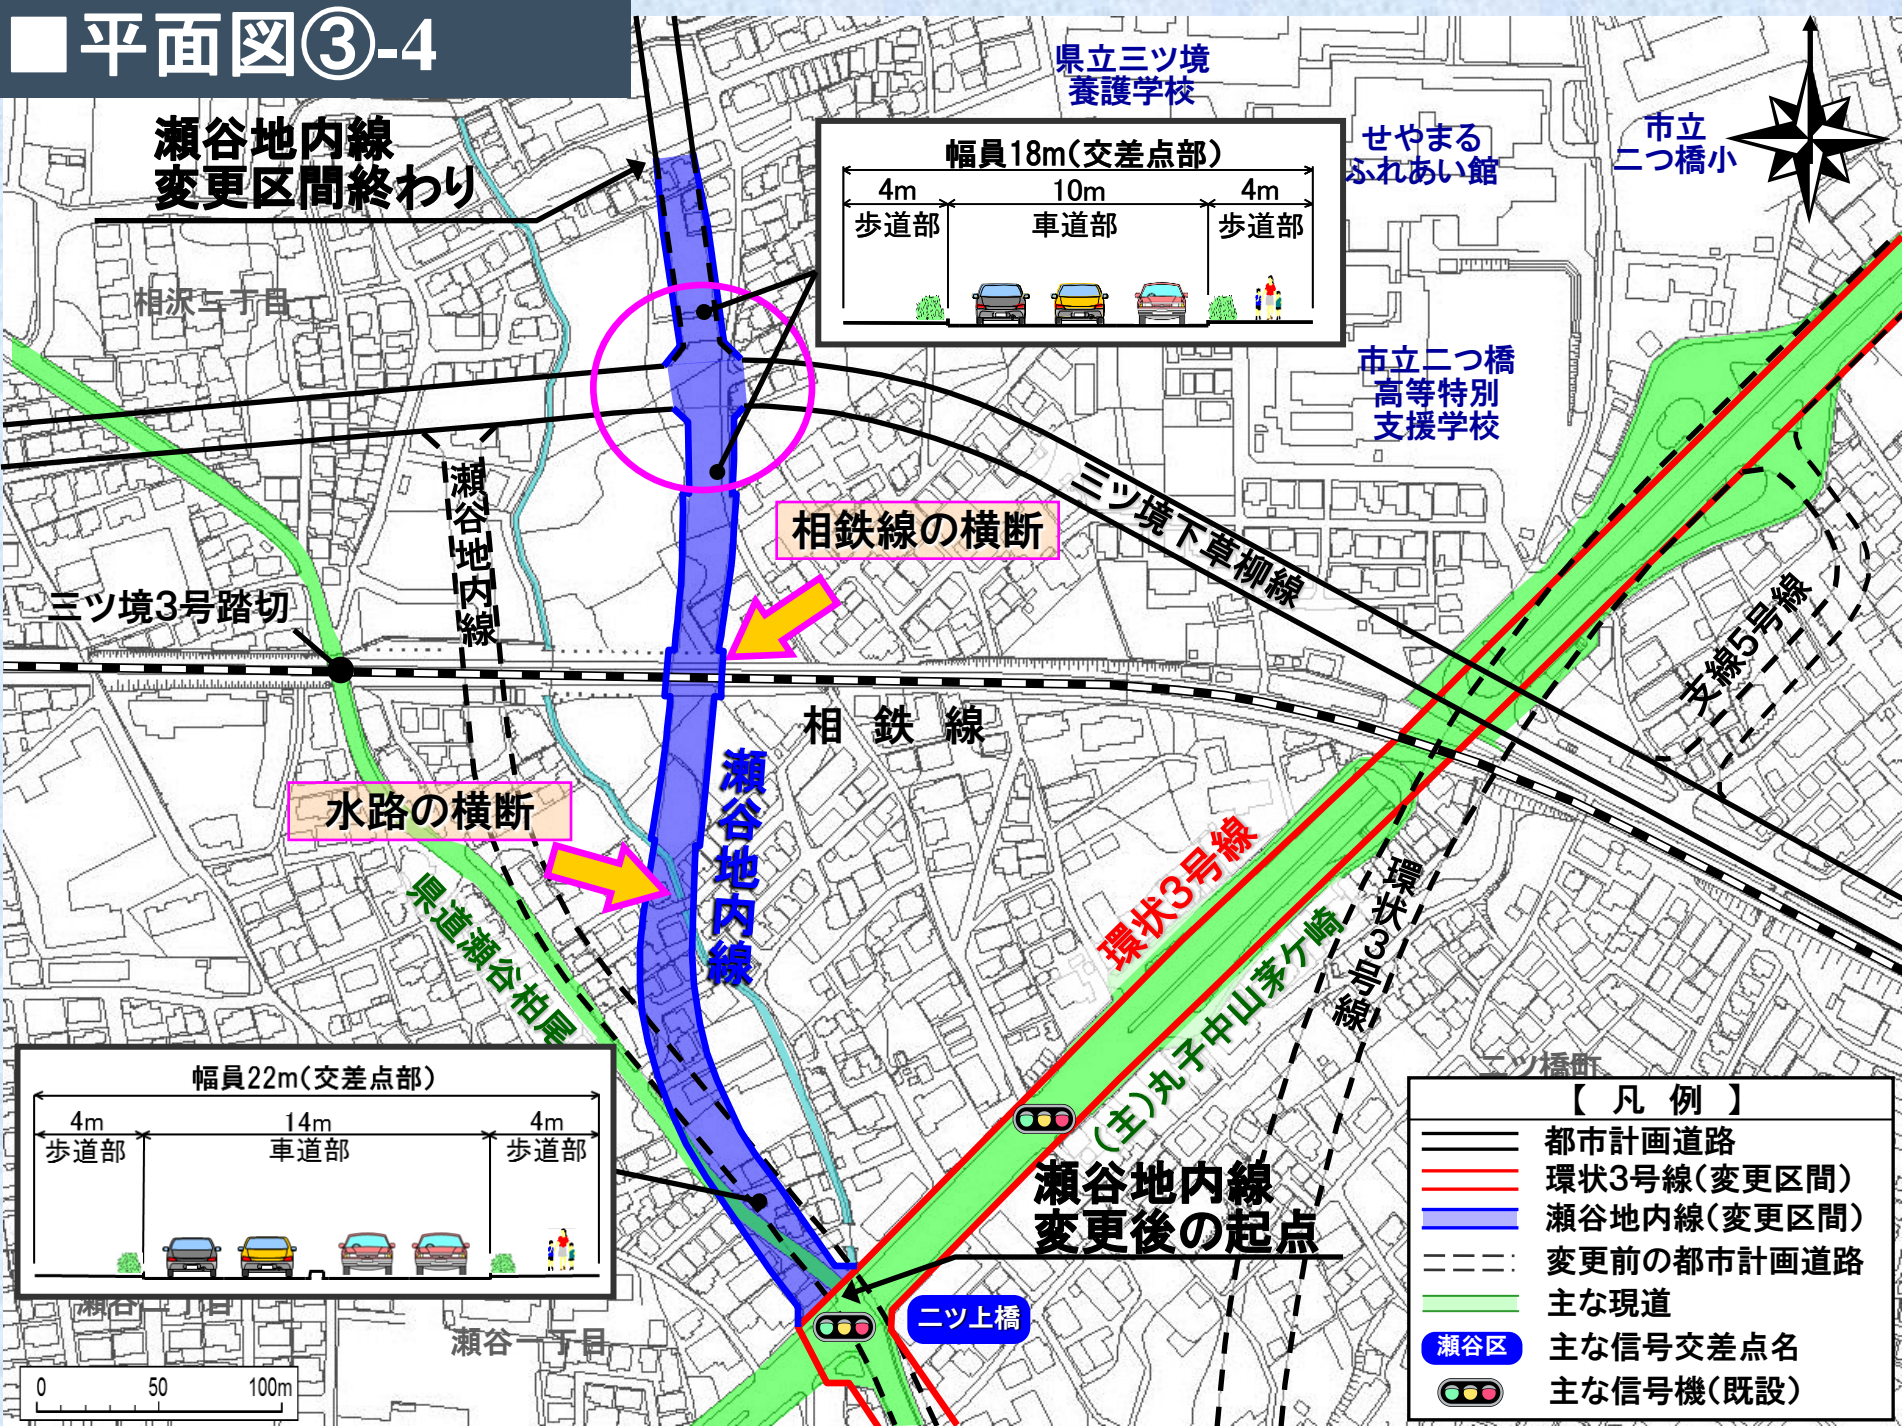 ■平面図③-4
県立三ツ境
養護学校
せやまる
ふれあい館
市立
二つ橋小
瀬谷地内線
変更区間終わり
幅員18m(交差点部)
4m
10m
4m
歩道部
車道部
歩道部
相沢二丁目
市立二つ橋
高等特別
支援学校
瀬谷地内線
相鉄線の横断
三ツ境下草柳線
三ツ境3号踏切
支線5号線
相鉄線
水路の横断
瀬谷地内線
環状3号線
環状3号線
県道瀬谷柏尾
(主)丸子中山茅ケ崎
幅員22m(交差点部)
4m
14m
4m
歩道部
車道部
歩道部
瀬谷地内線
変更後の起点
二ツ上橋
二ツ橋町
瀬谷二丁目
瀬谷一丁目
0
50
100m
【凡例】
都市計画道路
環状3号線(変更区間)
瀬谷地内線(変更区間)
変更前の都市計画道路
主な現道
瀬谷区
主な信号交差点名
主な信号機(既設)